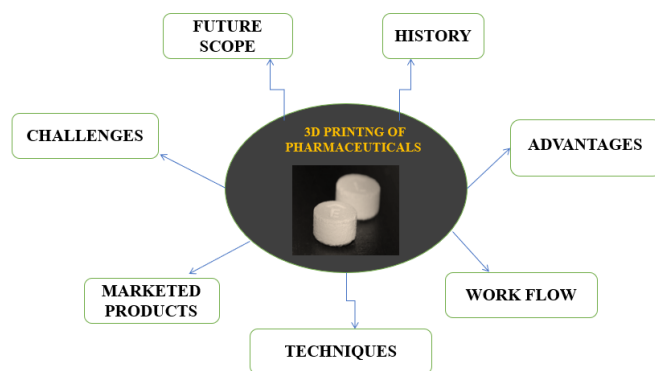 FUTURE
SCOPE
HISTORY
CHALLENGES
3D PRINTNG OF
PHARMACEUTICALS
ADVANTAGES
MARKETED
PRODUCTS
WORK FLOW
TECHNIQUES